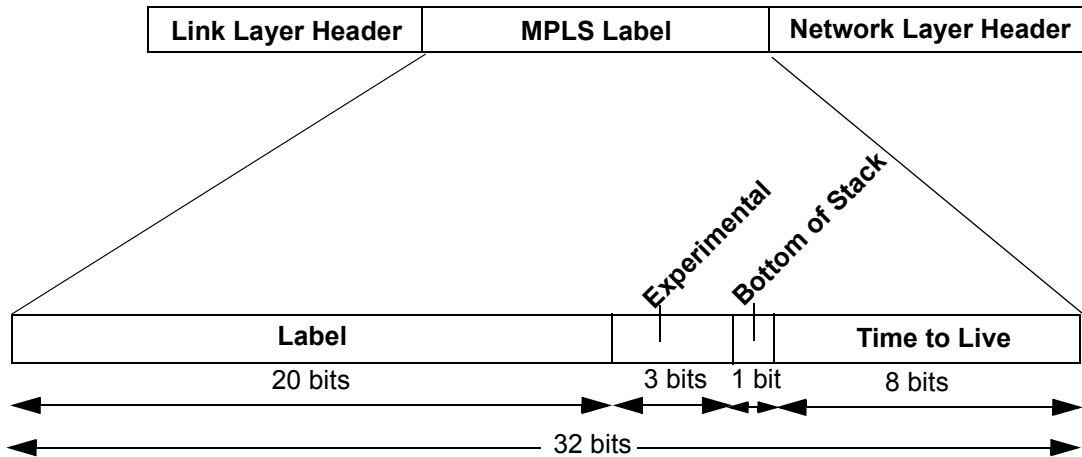 Link Layer Header MPLS Label Network Layer Header
Experimental
Bottom of Stack
Label Time to Live
20 bits 3 bits 1 bit 8 bits
32 bits